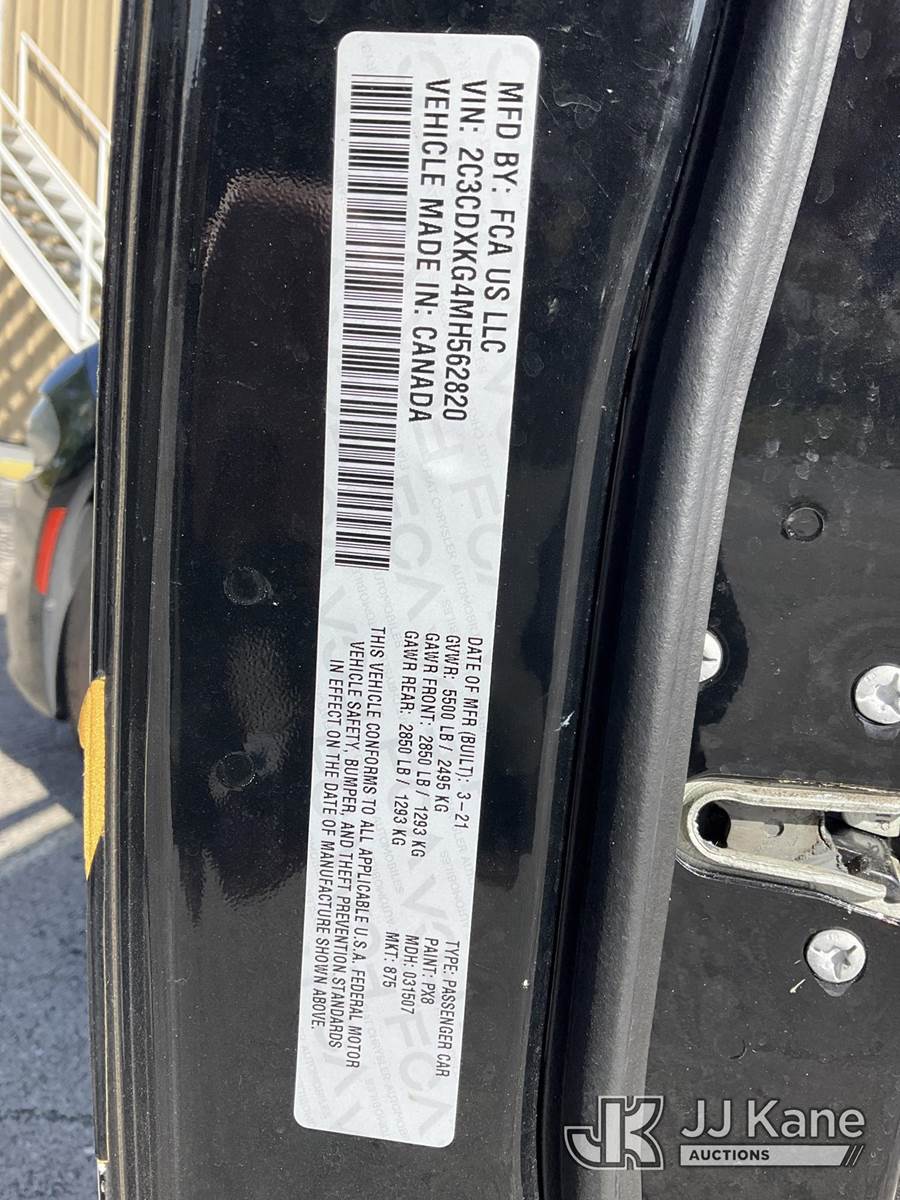 MFD BY: FCA US LLC
VIN: 2C3CDXKG4MH562820
VEHICLE MADE IN: CANADA
DATE OF MFR (BUILT): 3-21
GVWR: 5500 LB / 2495 KG
GAWR FRONT: 2850 LB / 1293 KG
GAWR REAR: 2850 LB / 1293 KG
THIS VEHICLE CONFORMS TO ALL APPLICABLE U.S.A. FEDERAL MOTOR
VEHICLE SAFETY, BUMPER, AND THEFT PREVENTION STANDARDS
IN EFFECT ON THE DATE OF MANUFACTURE SHOWN ABOVE.
TYPE: PASSENGER CAR
PAINT: PX8
MDH: 031507
MKT: 875
JK JJ Kane
AUCTIONS